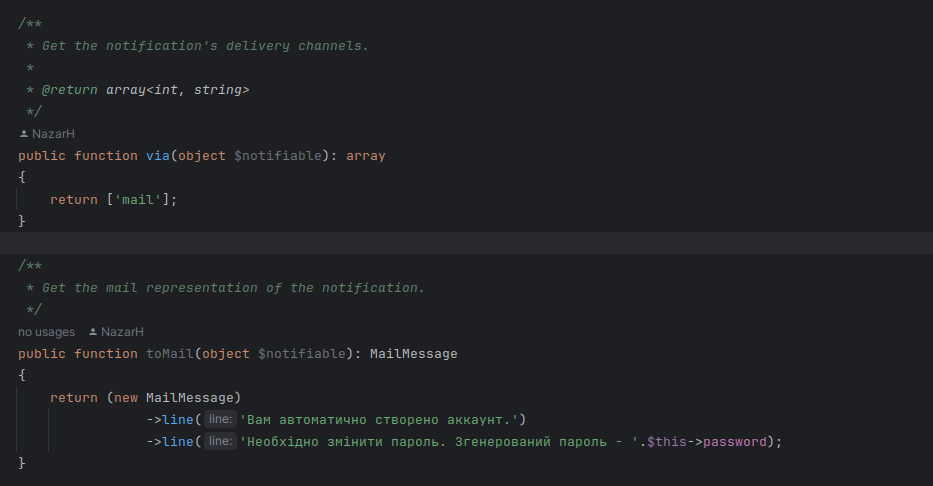 /**
 * Get the notification's delivery channels.
 *
 * @return array<int, string>
 */
NazarH
public function via(object $notifiable): array
{
    return ['mail'];
}
/**
 * Get the mail representation of the notification.
 */
no usages NazarH
public function toMail(object $notifiable): MailMessage
{
    return (new MailMessage)
                ->line( line: 'Вам автоматично створено аккаунт.')
                ->line( line: 'Необхідно змінити пароль. Згенерований пароль - '.$this->password);
}